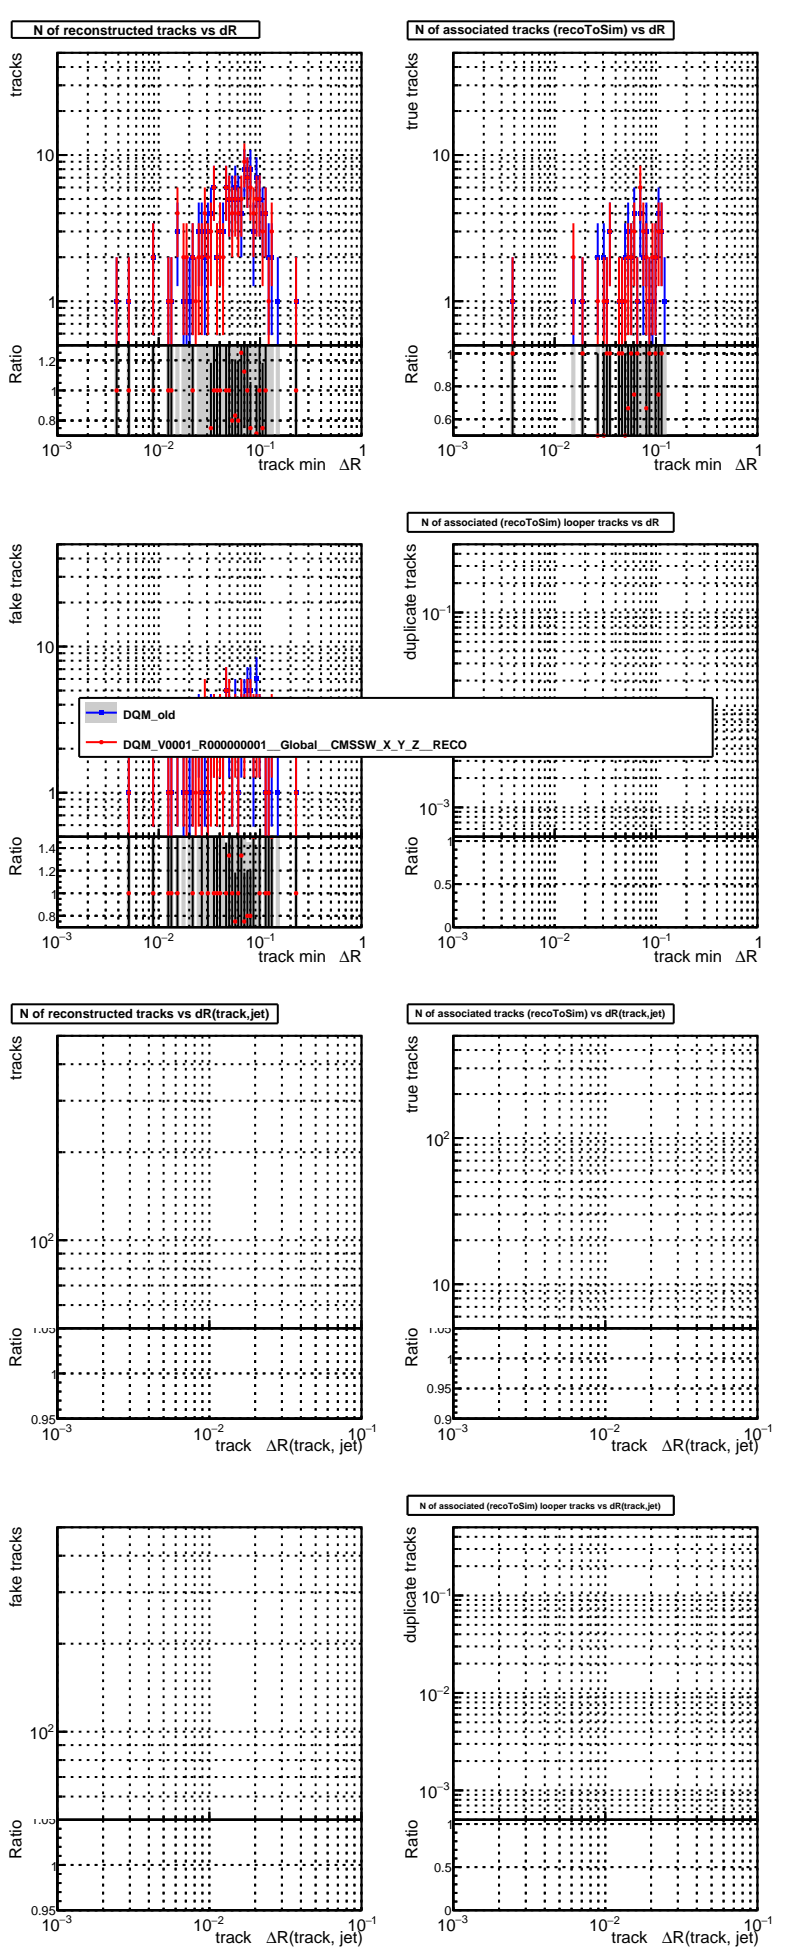 N of reconstructed tracks vs dR
tracks
10
1
Ratio
1.2
1
0.8
10−3
10−2
10−1
1
track min ΔR
N of associated tracks (recoToSim) vs dR
true tracks
10
1
Ratio
1
0.8
0.6
10−3
10−2
10−1
1
track min ΔR
fake tracks
10
1
Ratio
1.4
1.2
1
0.8
10−3
10−2
10−1
1
track min ΔR
N of associated (recoToSim) looper tracks vs dR
duplicate tracks
10−1
10−3
Ratio
1
0.5
0
10−3
10−2
10−1
1
track min ΔR
DQM_old
DQM_V0001_R000000001__Global__CMSSW_X_Y_Z__RECO
N of reconstructed tracks vs dR(track,jet)
tracks
102
Ratio
1.05
1
0.95
10−3
10−2
10−1
track ΔR(track, jet)
N of associated tracks (recoToSim) vs dR(track,jet)
true tracks
102
10
Ratio
1.05
1
0.95
0.9
10−3
10−2
10−1
track ΔR(track, jet)
fake tracks
102
Ratio
1.05
1
0.95
10−3
10−2
10−1
track ΔR(track, jet)
N of associated (recoToSim) looper tracks vs dR(track,jet)
duplicate tracks
10−1
10−2
10−3
Ratio
1
0.5
0
10−3
10−2
10−1
track ΔR(track, jet)